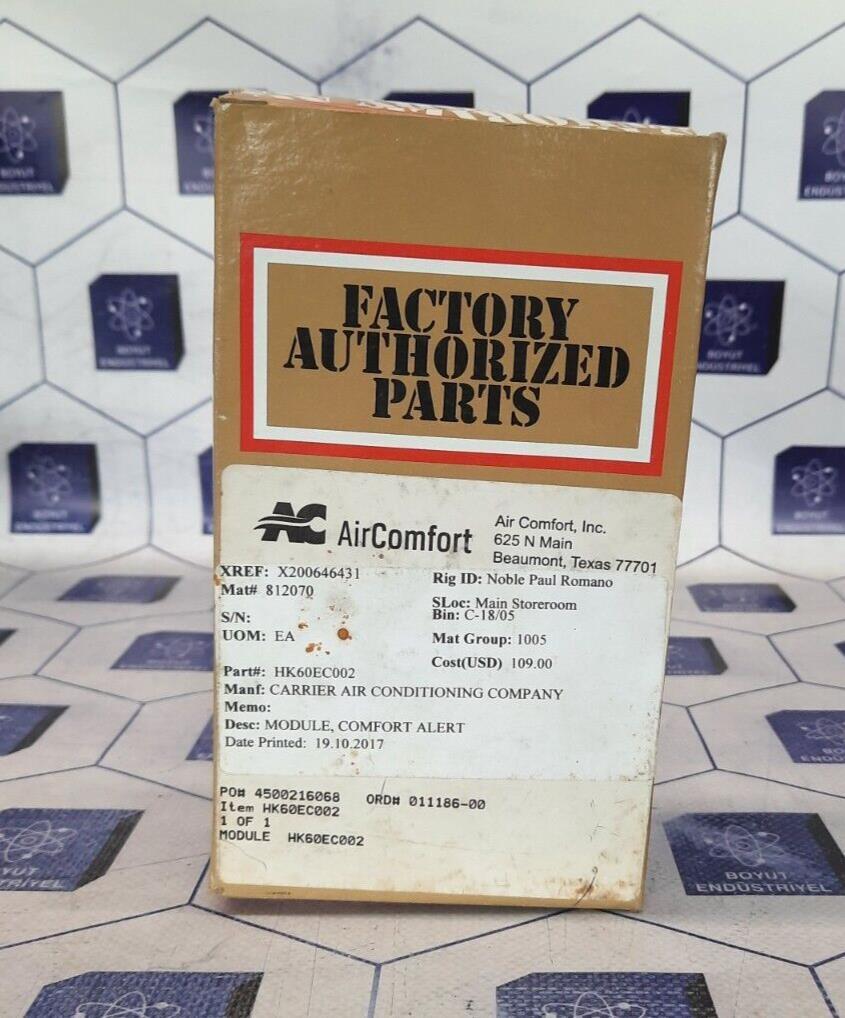 FACTORY
AUTHORIZED
PARTS
AC AirComfort
Air Comfort, Inc.
625 N Main
Beaumont, Texas 77701
XREF: X200646431
Mat# 812070
S/N:
UOM: EA
Rig ID: Noble Paul Romano
SLoc: Main Storeroom
Bin: C-18/05
Mat Group: 1005
Cost(USD) 109.00
Part#: HK60EC002
Manf: CARRIER AIR CONDITIONING COMPANY
Memo:
Desc: MODULE, COMFORT ALERT
Date Printed: 19.10.2017
PO# 4500216068 ORD# 011186-00
Item HK60EC002
1 OF 1
MODULE HK60EC002
BOYUT
ENDÜSTRİYEL